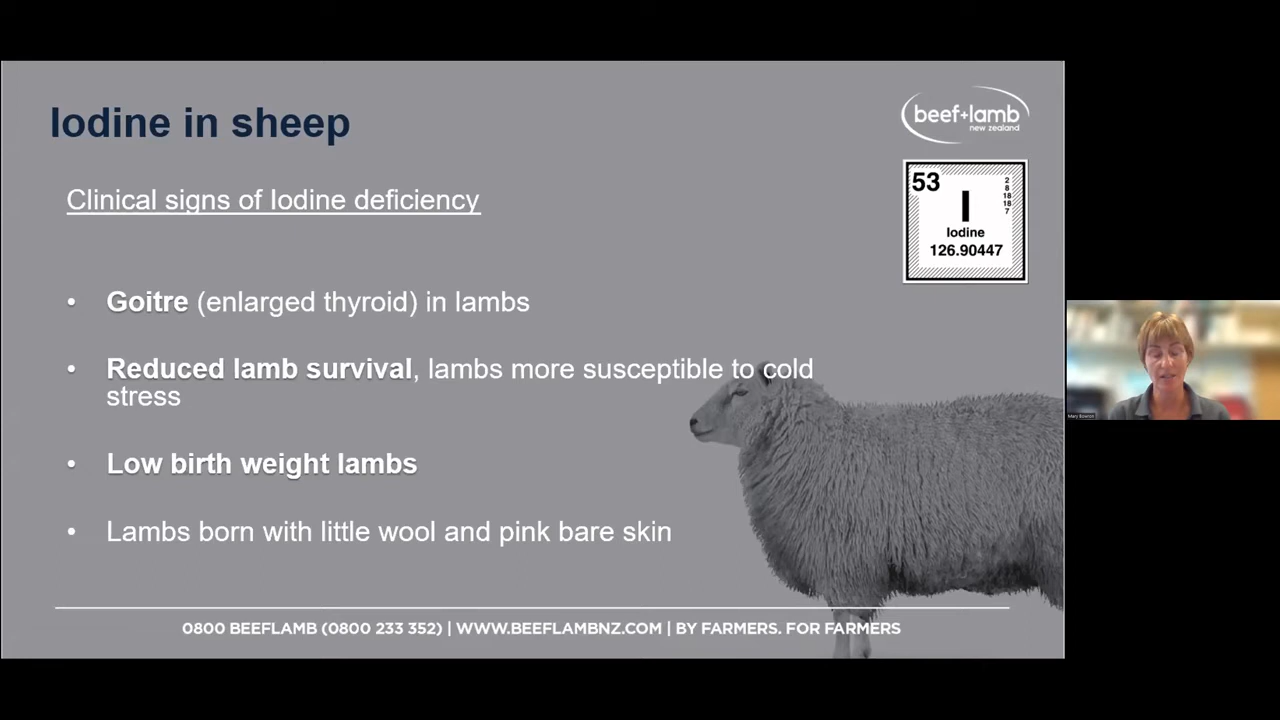 Iodine in sheep
beef+lamb
new zealand
Clinical signs of Iodine deficiency
53
2
8
18
18
7
I
Iodine
126.90447
• Goitre (enlarged thyroid) in lambs
• Reduced lamb survival, lambs more susceptible to cold
stress
• Low birth weight lambs
• Lambs born with little wool and pink bare skin
0800 BEEFLAMB (0800 233 352) | WWW.BEEFLAMBNZ.COM | BY FARMERS. FOR FARMERS